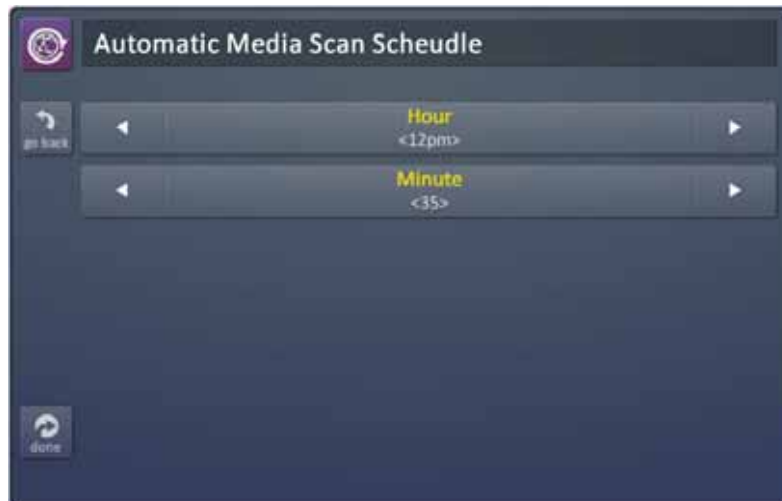 Automatic Media Scan Scheudle
go back
Hour
<12pm>
Minute
<35>
done